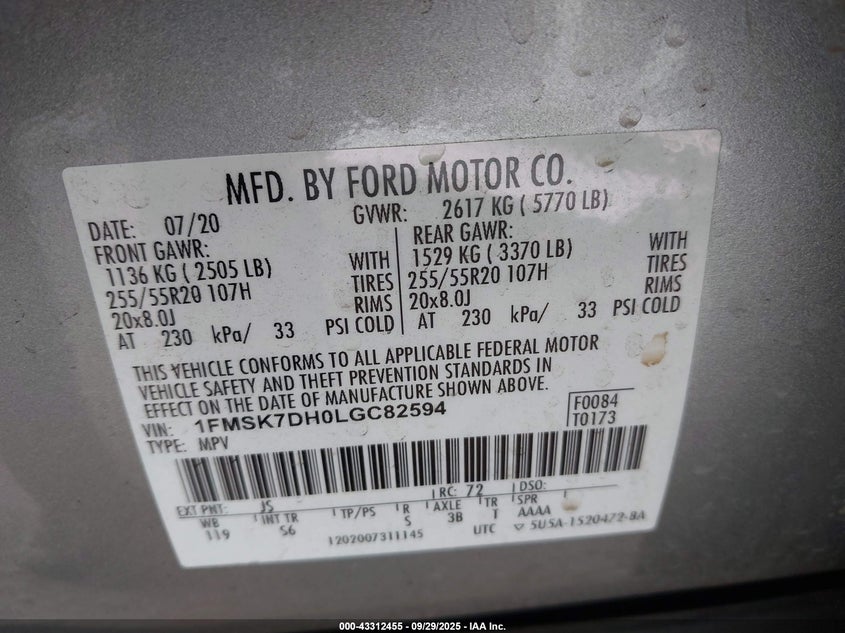 MFD. BY FORD MOTOR CO.
DATE: 07/20 GVWR: 2617 KG ( 5770 LB)
FRONT GAWR: REAR GAWR:
1136 KG ( 2505 LB) WITH 1529 KG ( 3370 LB) WITH
255/55R20 107H TIRES 255/55R20 107H TIRES
20x8.0J RIMS 20x8.0J RIMS
AT 230 kPa/ 33 PSI COLD AT 230 kPa/ 33 PSI COLD
THIS VEHICLE CONFORMS TO ALL APPLICABLE FEDERAL MOTOR
VEHICLE SAFETY AND THEFT PREVENTION STANDARDS IN
EFFECT ON THE DATE OF MANUFACTURE SHOWN ABOVE.
VIN: 1FMSK7DH0LGC82594 F0084
TYPE: MPV T0173
EXT PNT: JS RC: 72 DSO:
WB INT TR TP/PS R AXLE TR SPR
119 S6 S 3B T AAAA
1202007311145 UTC ▽ 5U5A-1520472-BA
000-43312455 - 09/29/2025 - IAA Inc.